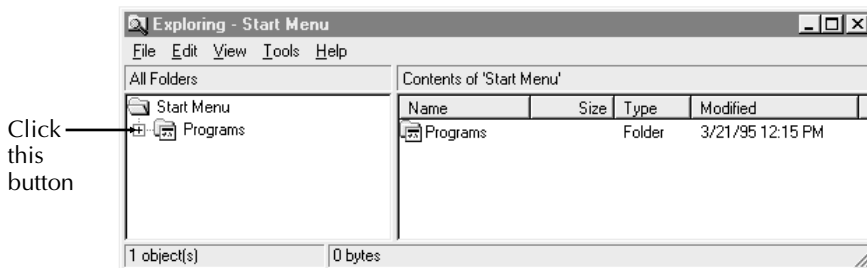 Exploring - Start Menu
File Edit View Tools Help
All Folders
Contents of 'Start Menu'
Start Menu
Programs
Name Size Type Modified
Programs Folder 3/21/95 12:15 PM
1 object(s) 0 bytes
Click
this
button